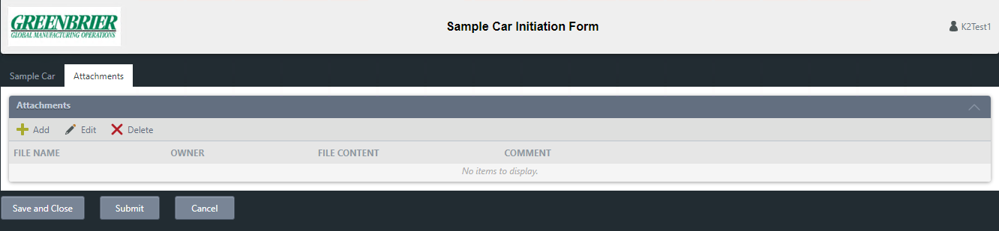 GREENBRIER
GLOBAL MANUFACTURING OPERATIONS
Sample Car Initiation Form
K2Test1
Sample Car Attachments
Attachments
Add Edit Delete
FILE NAME OWNER FILE CONTENT COMMENT
No items to display.
Save and Close Submit Cancel